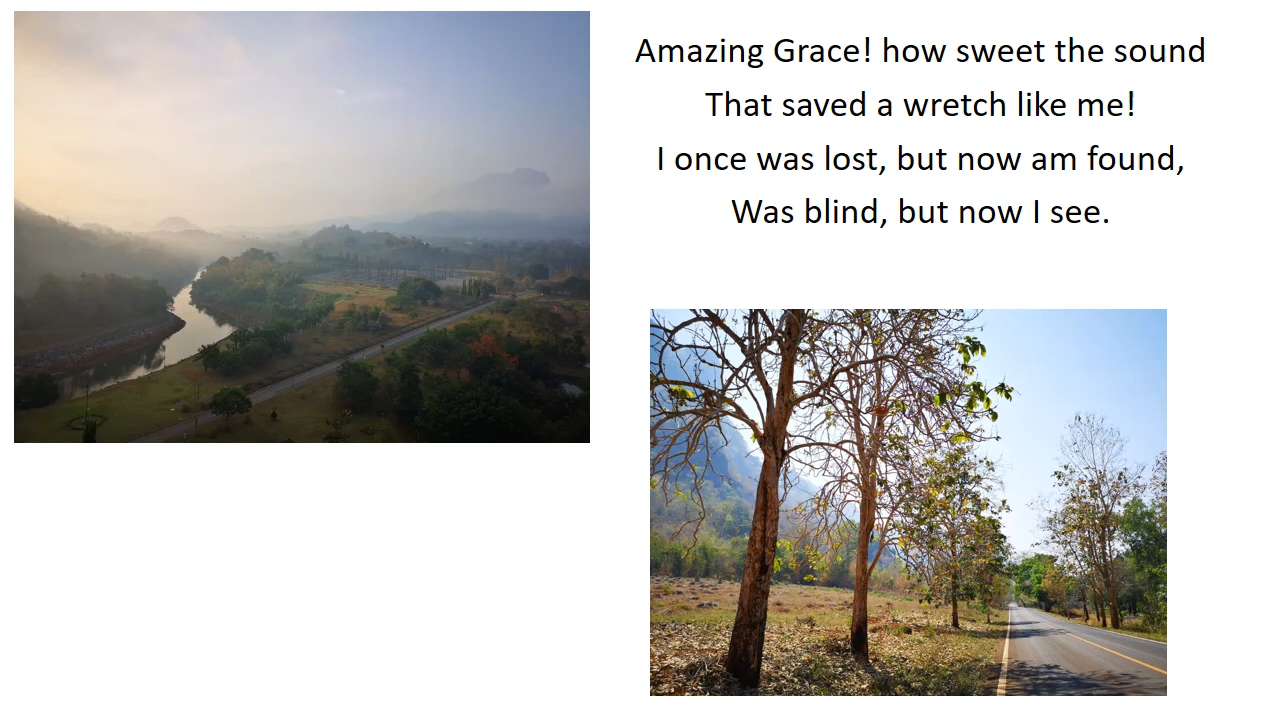 Amazing Grace! how sweet the sound
That saved a wretch like me!
I once was lost, but now am found,
Was blind, but now I see.